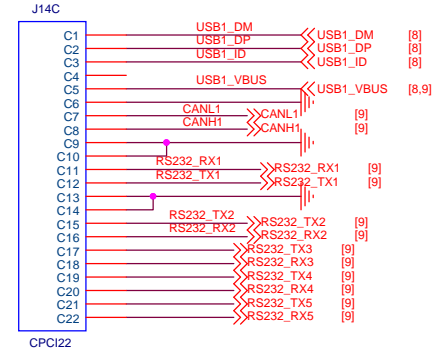 J14C
C1 USB1_DM USB1_DM [8]
C2 USB1_DP USB1_DP [8]
C3 USB1_ID USB1_ID [8]
C4
C5 USB1_VBUS USB1_VBUS [8,9]
C6
C7 CANL1 CANL1 [9]
C8 CANH1 CANH1 [9]
C9
C10
C11 RS232_RX1 RS232_RX1 [9]
C12 RS232_TX1 RS232_TX1 [9]
C13
C14
C15 RS232_TX2 RS232_TX2 [9]
C16 RS232_RX2 RS232_RX2 [9]
C17 RS232_TX3 [9]
C18 RS232_RX3 [9]
C19 RS232_TX4 [9]
C20 RS232_RX4 [9]
C21 RS232_TX5 [9]
C22 RS232_RX5 [9]
CPCI22